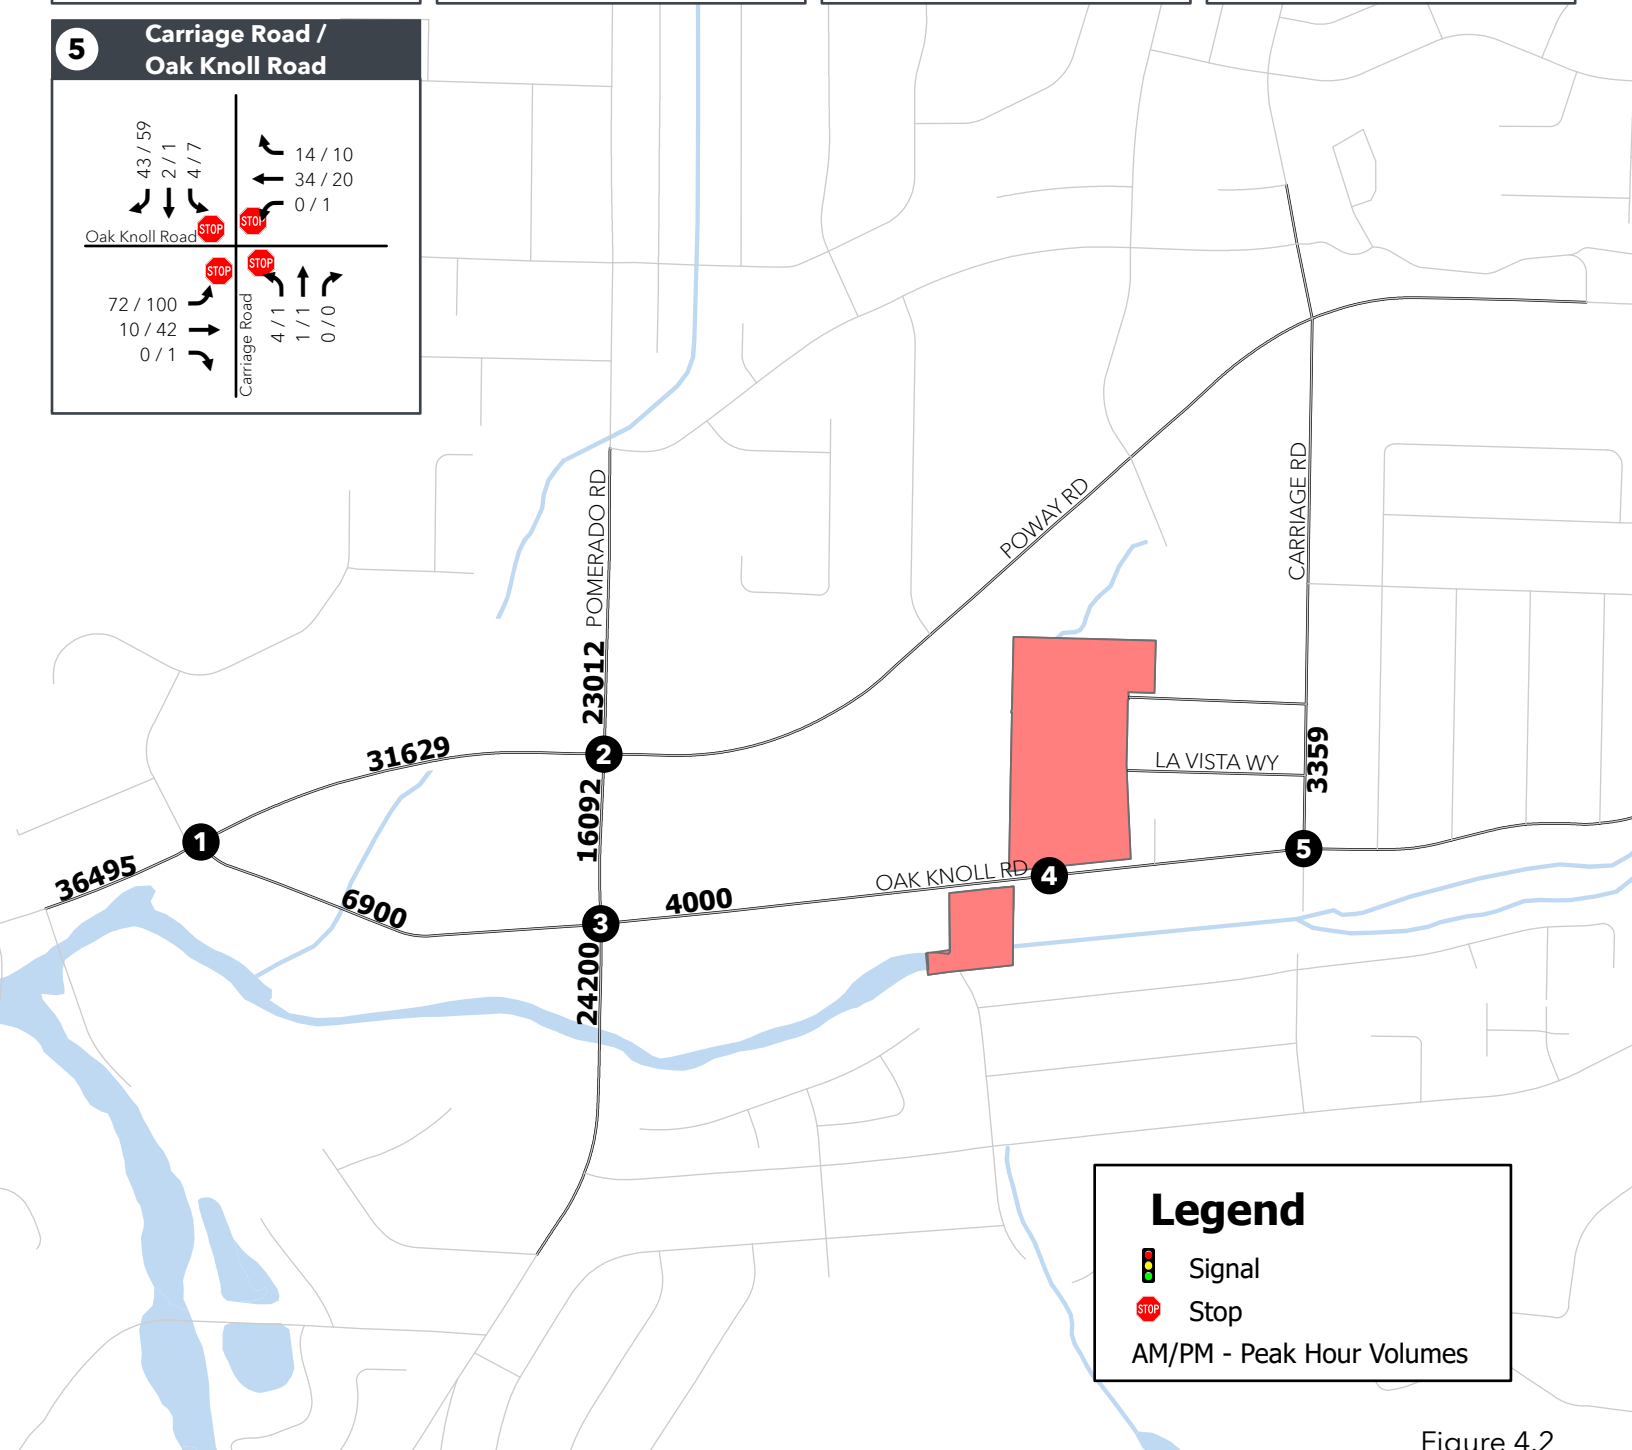 5
Carriage Road /
Oak Knoll Road
43 / 59
2 / 1
4 / 7
14 / 10
34 / 20
0 / 1
Oak Knoll Road
STOP
STOP
STOP
STOP
72 / 100
10 / 42
0 / 1
Carriage Road
4 / 1
1 / 1
0 / 0
POMERADO RD
POWAY RD
CARRIAGE RD
23012
31629
2
16092
LA VISTA WY
3359
1
36495
6900
3
4000
OAK KNOLL RD
4
5
24200
Legend
Signal
STOP
Stop
AM/PM - Peak Hour Volumes
Figure 4.2